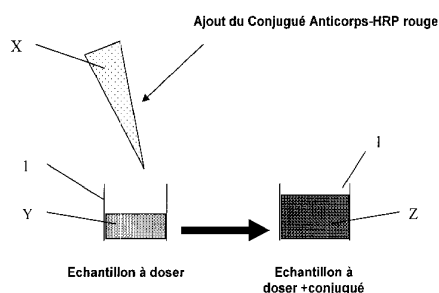 Ajout du Conjugué Anticorps-HRP rouge
X
1
1
Y
Z
Echantillon à doser
Echantillon à
doser +conjugué